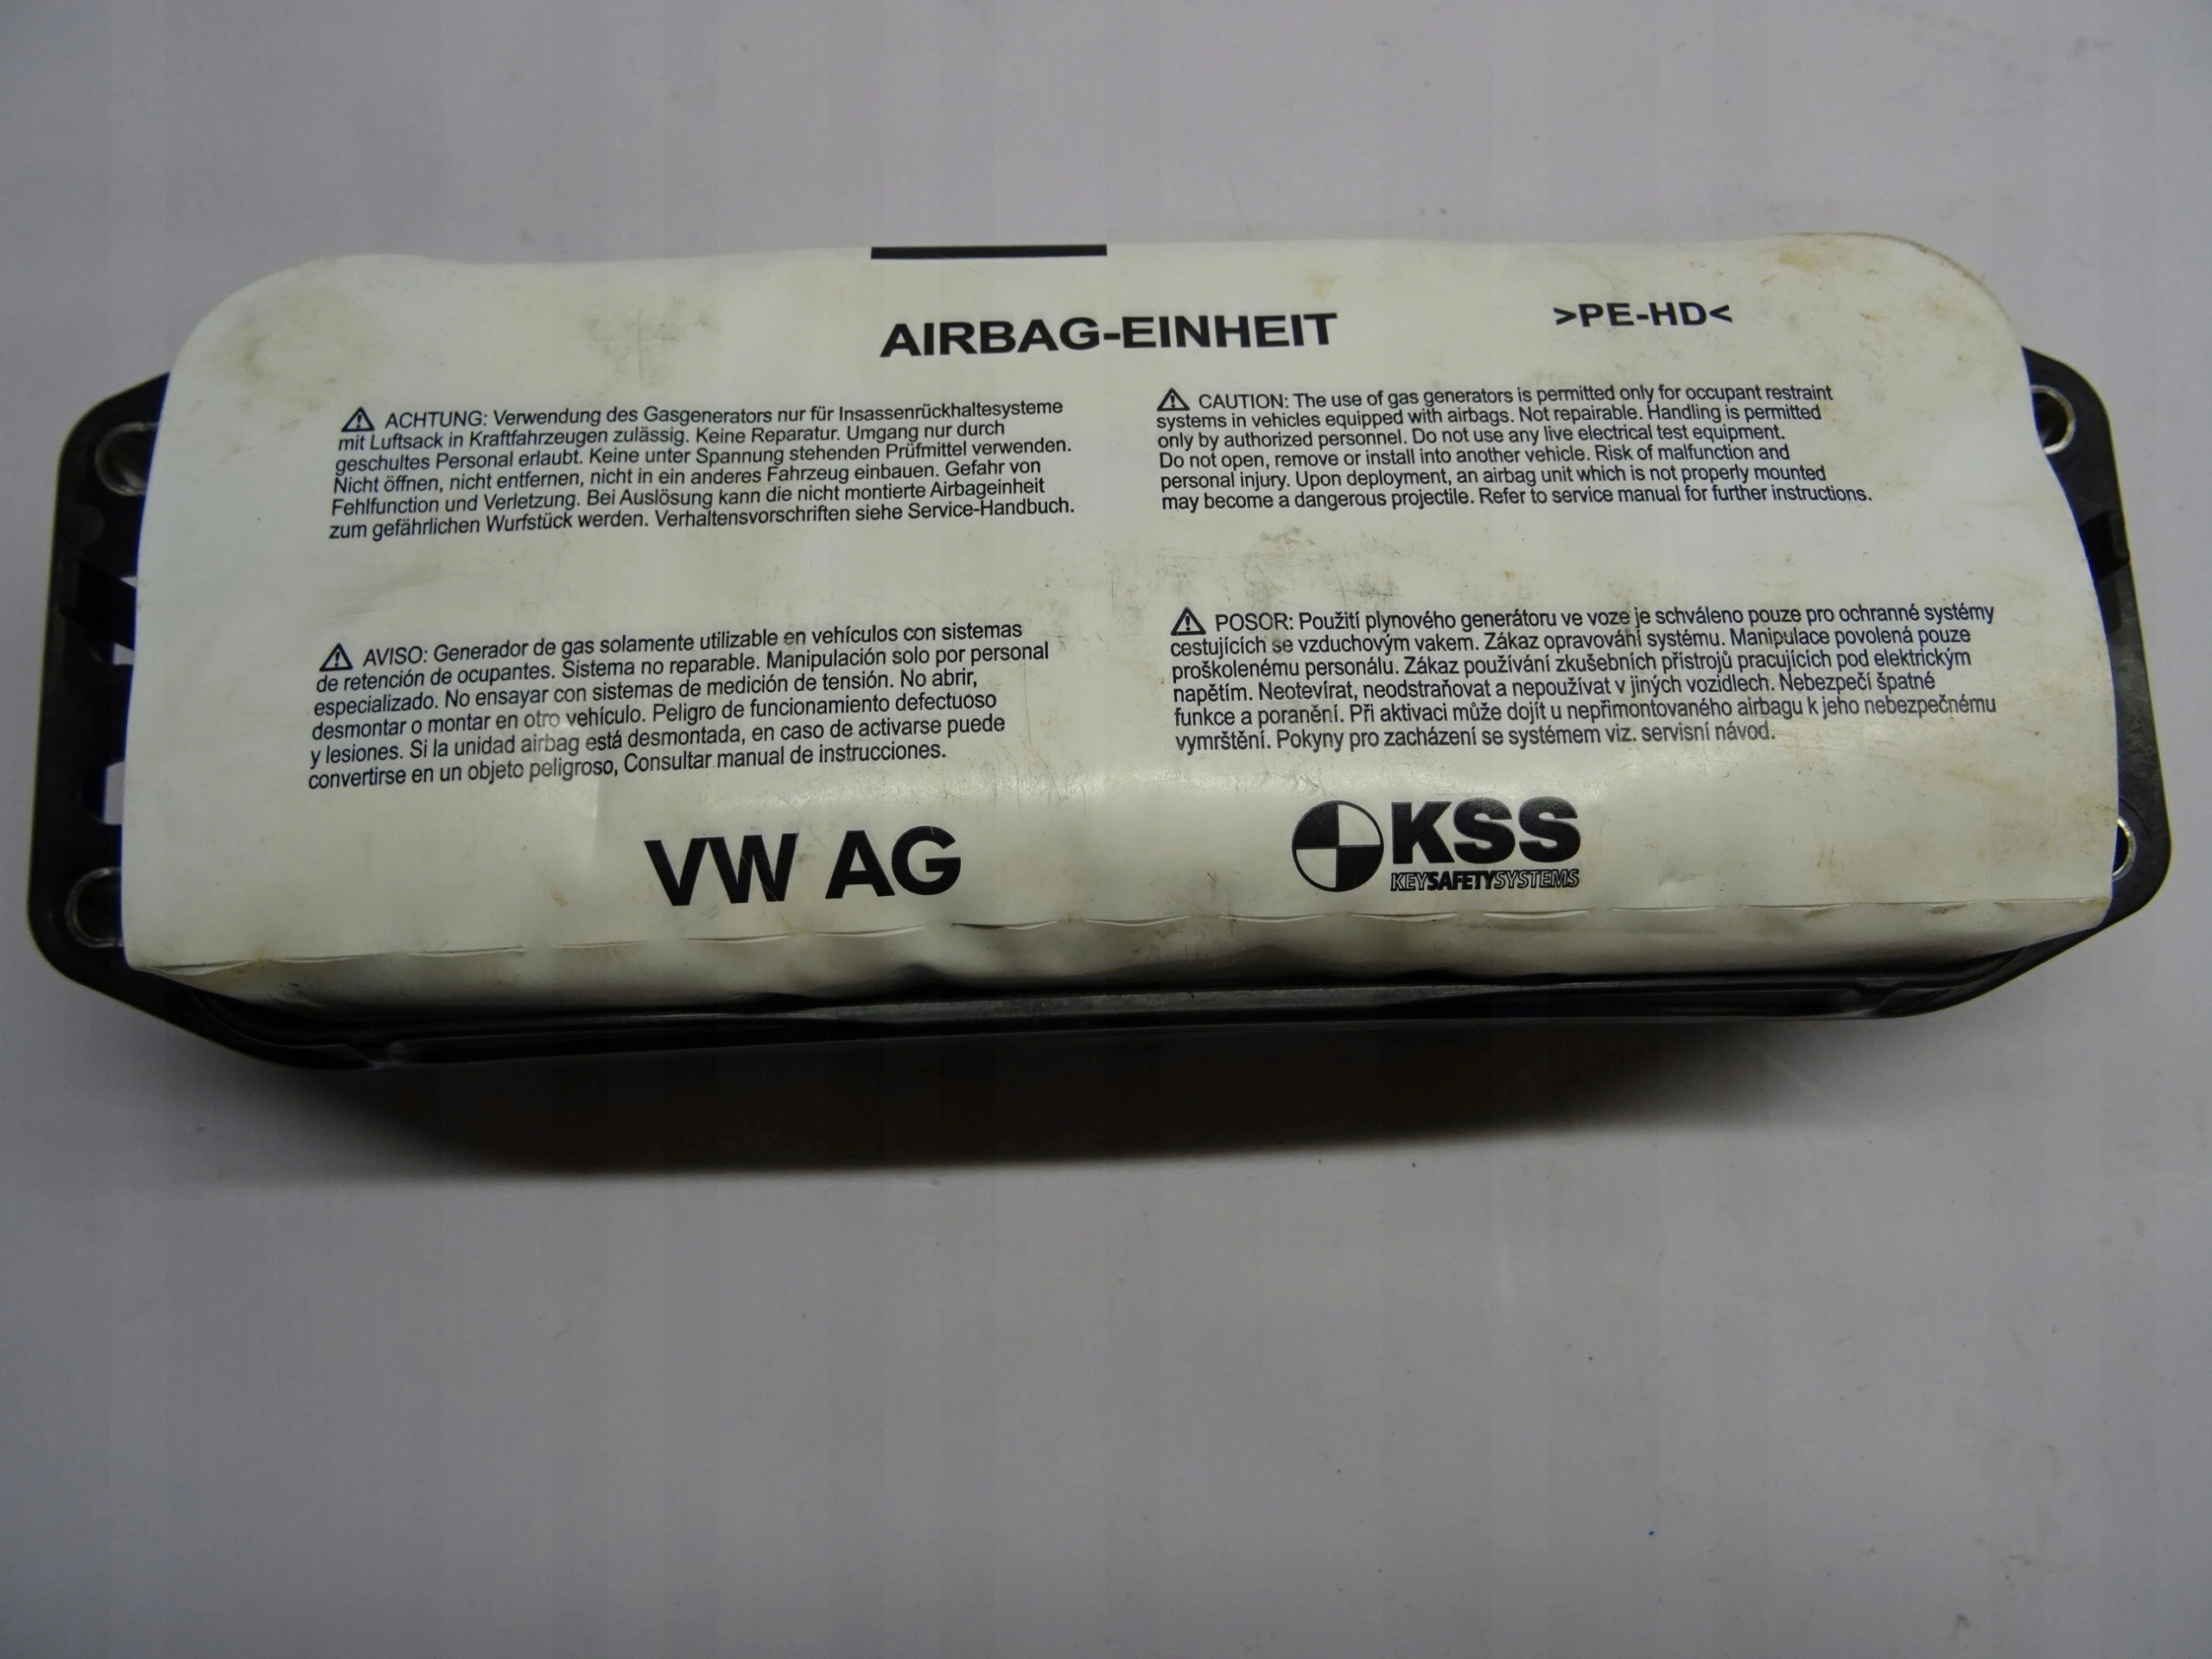 AIRBAG-EINHEIT
>PE-HD<
ACHTUNG: Verwendung des Gasgenerators nur für Insassenrückhaltesysteme
mit Luftsack in Kraftfahrzeugen zulässig. Keine Reparatur. Umgang nur durch
geschultes Personal erlaubt. Keine unter Spannung stehenden Prüfmittel verwenden.
Nicht öffnen, nicht entfernen, nicht in ein anderes Fahrzeug einbauen. Gefahr von
Fehlfunction und Verletzung. Bei Auslösung kann die nicht montierte Airbageinheit
zum gefährlichen Wurfstück werden. Verhaltensvorschriften siehe Service-Handbuch.
CAUTION: The use of gas generators is permitted only for occupant restraint
systems in vehicles equipped with airbags. Not repairable. Handling is permitted
only by authorized personnel. Do not use any live electrical test equipment.
Do not open, remove or install into another vehicle. Risk of malfunction and
personal injury. Upon deployment, an airbag unit which is not properly mounted
may become a dangerous projectile. Refer to service manual for further instructions.
AVISO: Generador de gas solamente utilizable en vehículos con sistemas
de retención de ocupantes. Sistema no reparable. Manipulación solo por personal
especializado. No ensayar con sistemas de medición de tensión. No abrir,
desmontar o montar en otro vehículo. Peligro de funcionamiento defectuoso
y lesiones. Si la unidad airbag está desmontada, en caso de activarse puede
convertirse en un objeto peligroso, Consultar manual de instrucciones.
POSOR: Použití plynového generátoru ve voze je schváleno pouze pro ochranné systémy
cestujících se vzduchovým vakem. Zákaz opravování systému. Manipulace povolená pouze
proškolenému personálu. Zákaz používání zkušebních přístrojů pracujících pod elektrickým
napětím. Neotevírat, neodstraňovat a nepoužívat v jiných vozidlech. Nebezpečí špatné
funkce a poranění. Při aktivaci může dojít u nepřimontovaného airbagu k jeho nebezpečnému
vymrštění. Pokyny pro zacházení se systémem viz. servisní návod.
VW AG
KSS
KEYSAFETYSYSTEMS